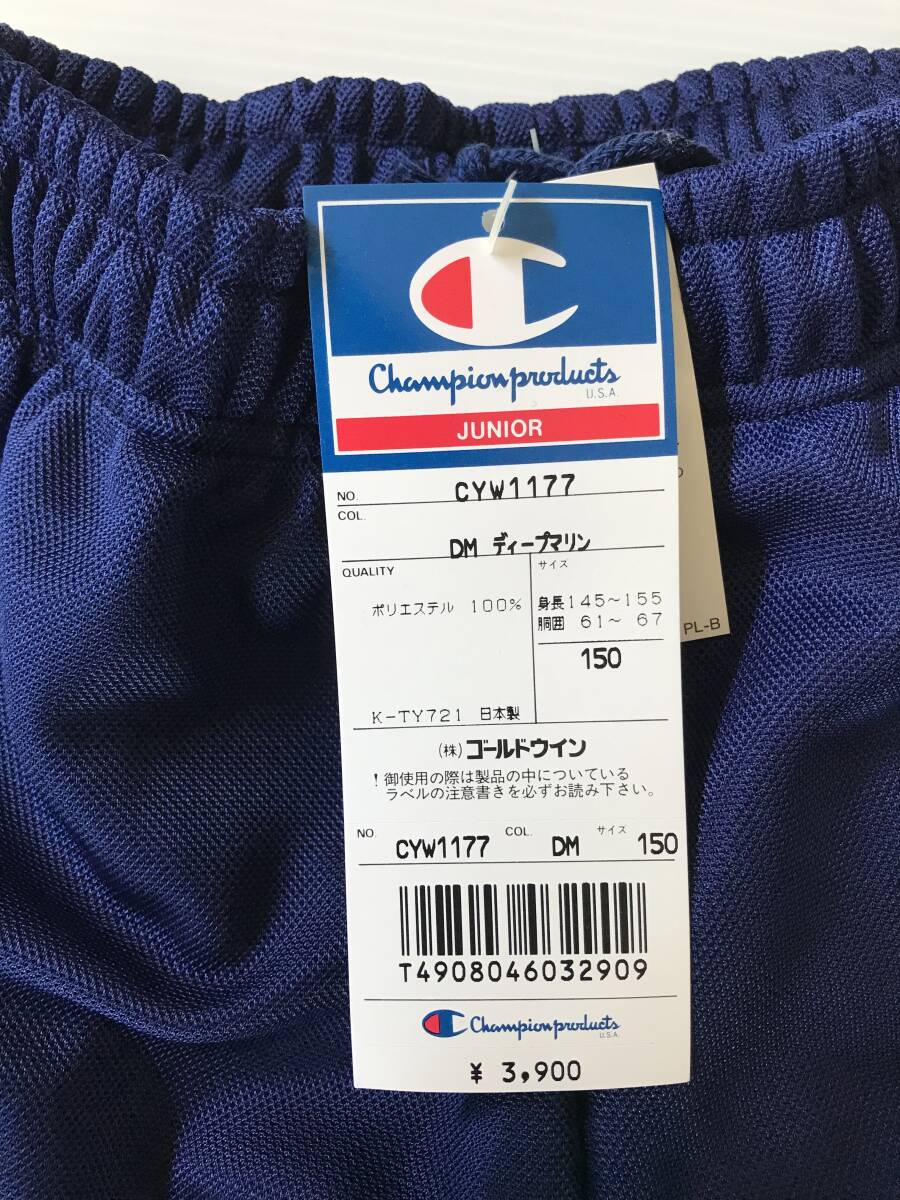 Championproducts
U.S.A.
JUNIOR
NO. CYW1177
COL.
DM ディープマリン
QUALITY
サイズ
ポリエステル 100%
身長145~155
胴囲 61~ 67
150
K-TY721 日本製
PL-B
(株)ゴールドウイン
!御使用の際は製品の中についている
ラベルの注意書きを必ずお読み下さい。
NO. CYW1177 COL. DM サイズ 150
T4908046032909
Championproducts
U.S.A.
¥ 3,900